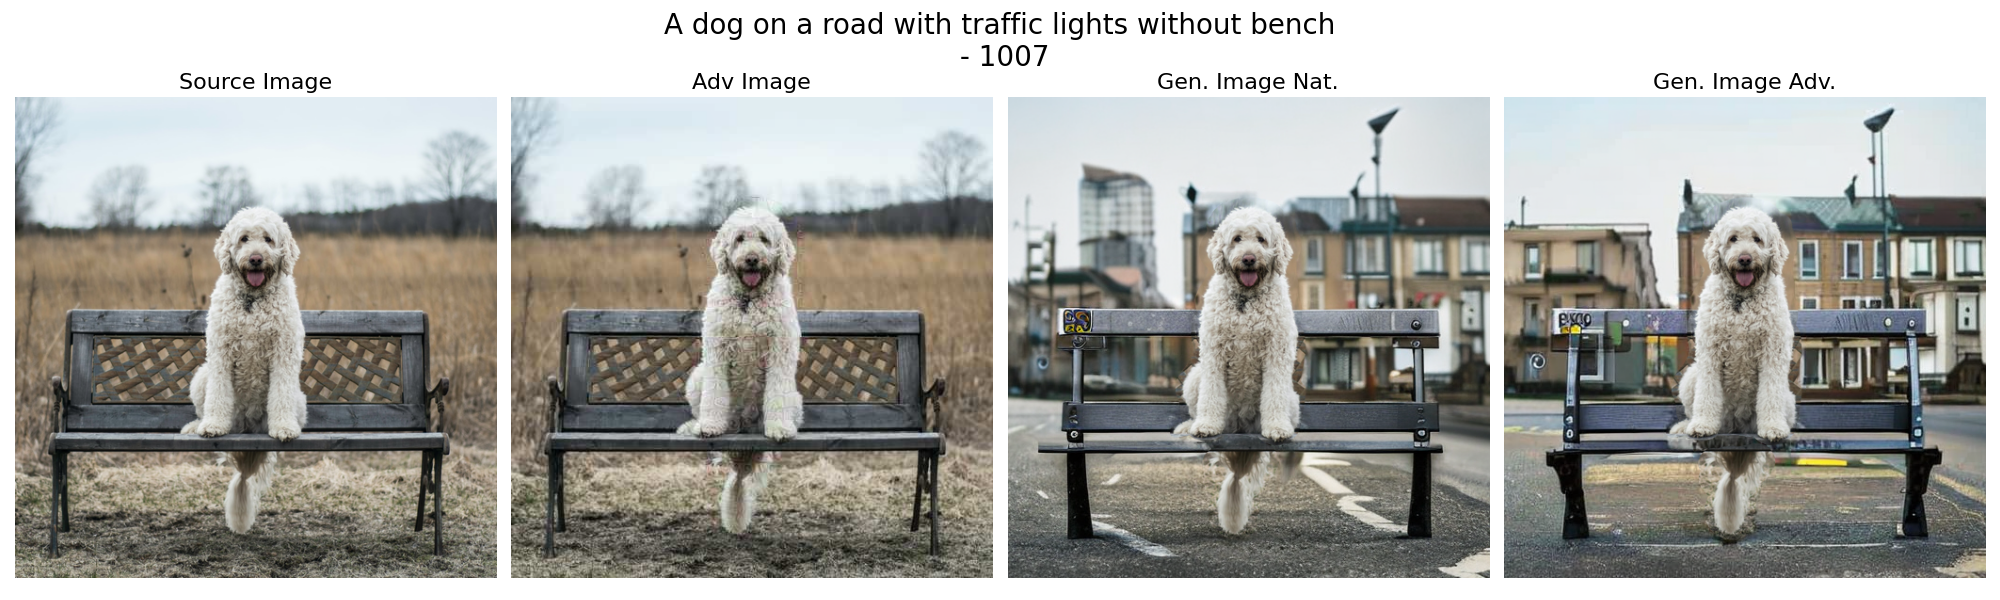 A dog on a road with traffic lights without bench
- 1007
Source Image
Adv Image
Gen. Image Nat.
Gen. Image Adv.